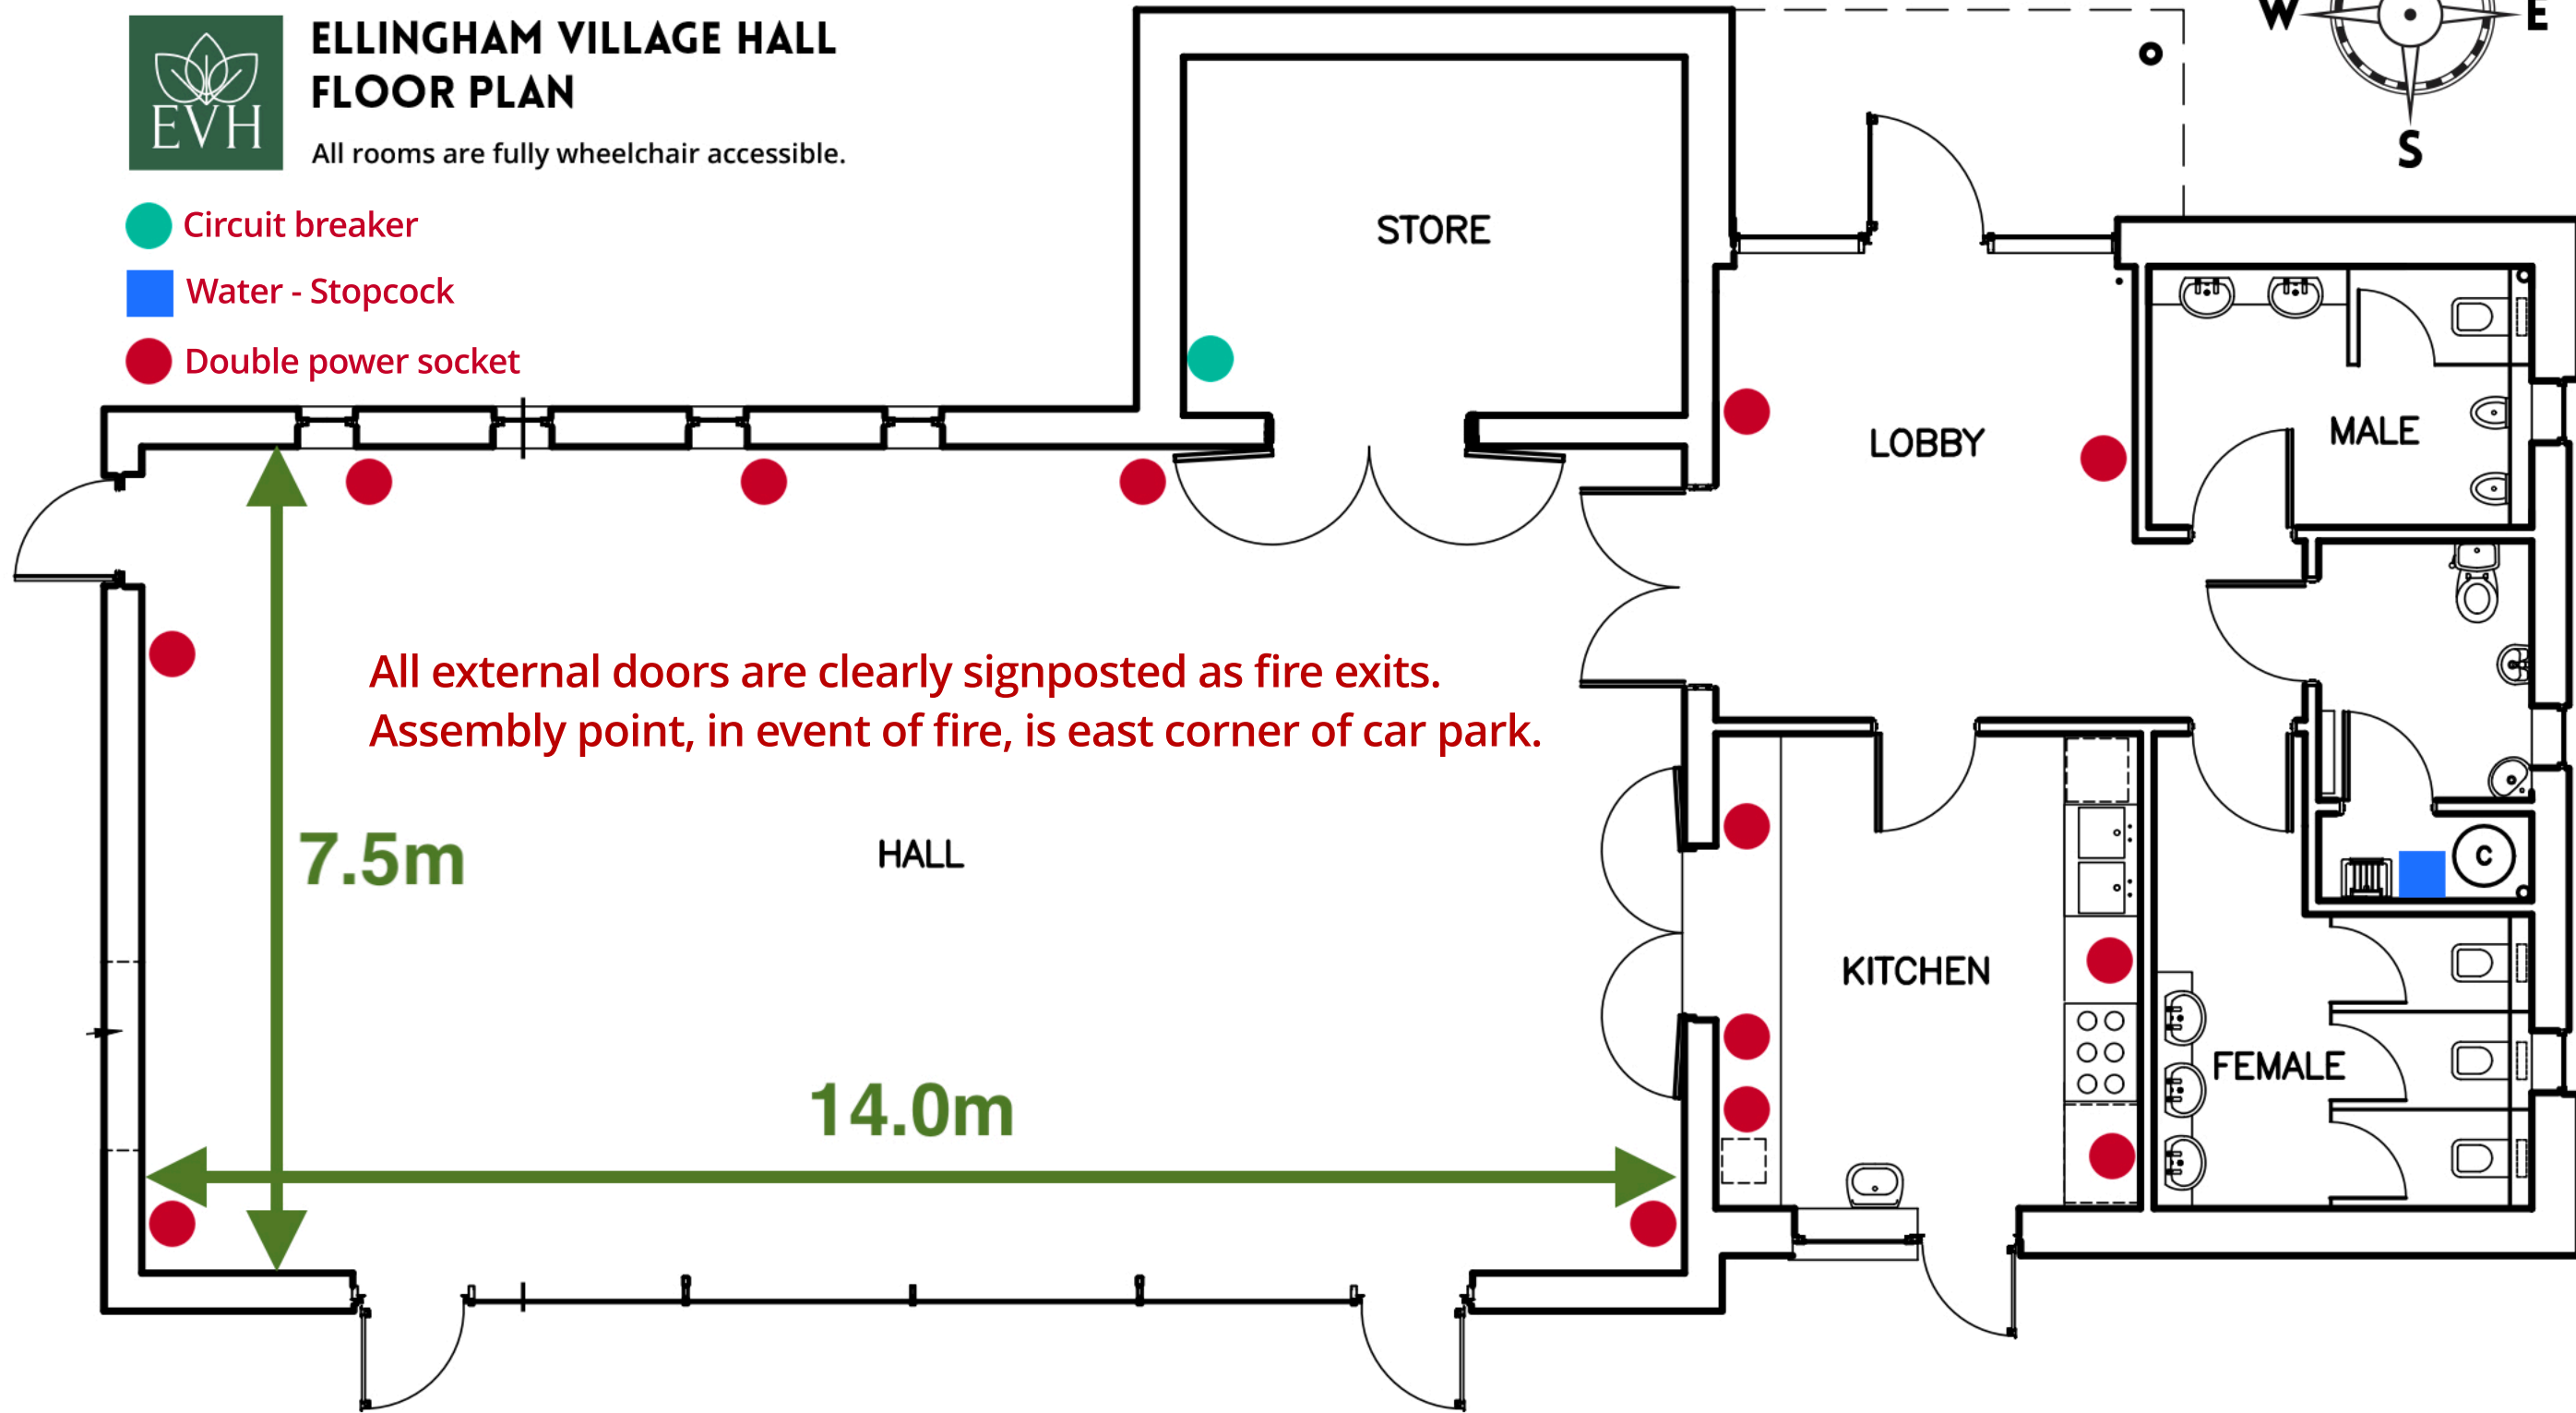 ELLINGHAM VILLAGE HALL
FLOOR PLAN
All rooms are fully wheelchair accessible.
EVH
W
E
S
Circuit breaker
Water - Stopcock
Double power socket
STORE
LOBBY
MALE
All external doors are clearly signposted as fire exits.
Assembly point, in event of fire, is east corner of car park.
7.5m
HALL
C
KITCHEN
FEMALE
14.0m